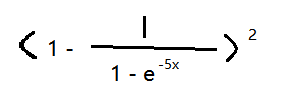 (1 - 1 / (1 - e^-5x))^2